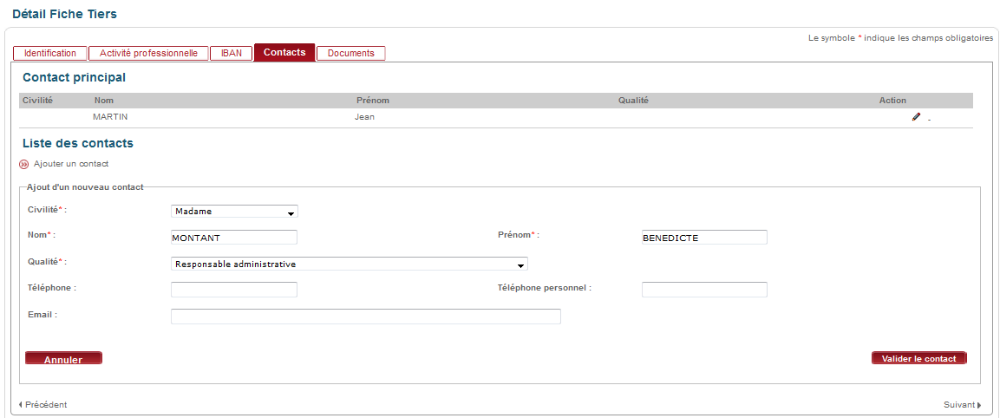 Détail Fiche Tiers
Le symbole * indique les champs obligatoires
Identification Activité professionnelle IBAN Contacts Documents
Contact principal
Civilité Nom Prénom Qualité Action
MARTIN Jean -
Liste des contacts
Ajouter un contact
Ajout d'un nouveau contact
Civilité* : Madame
Nom* : MONTANT Prénom* : BENEDICTE
Qualité* : Responsable administrative
Téléphone : Téléphone personnel :
Email :
Annuler Valider le contact
Précédent Suivant